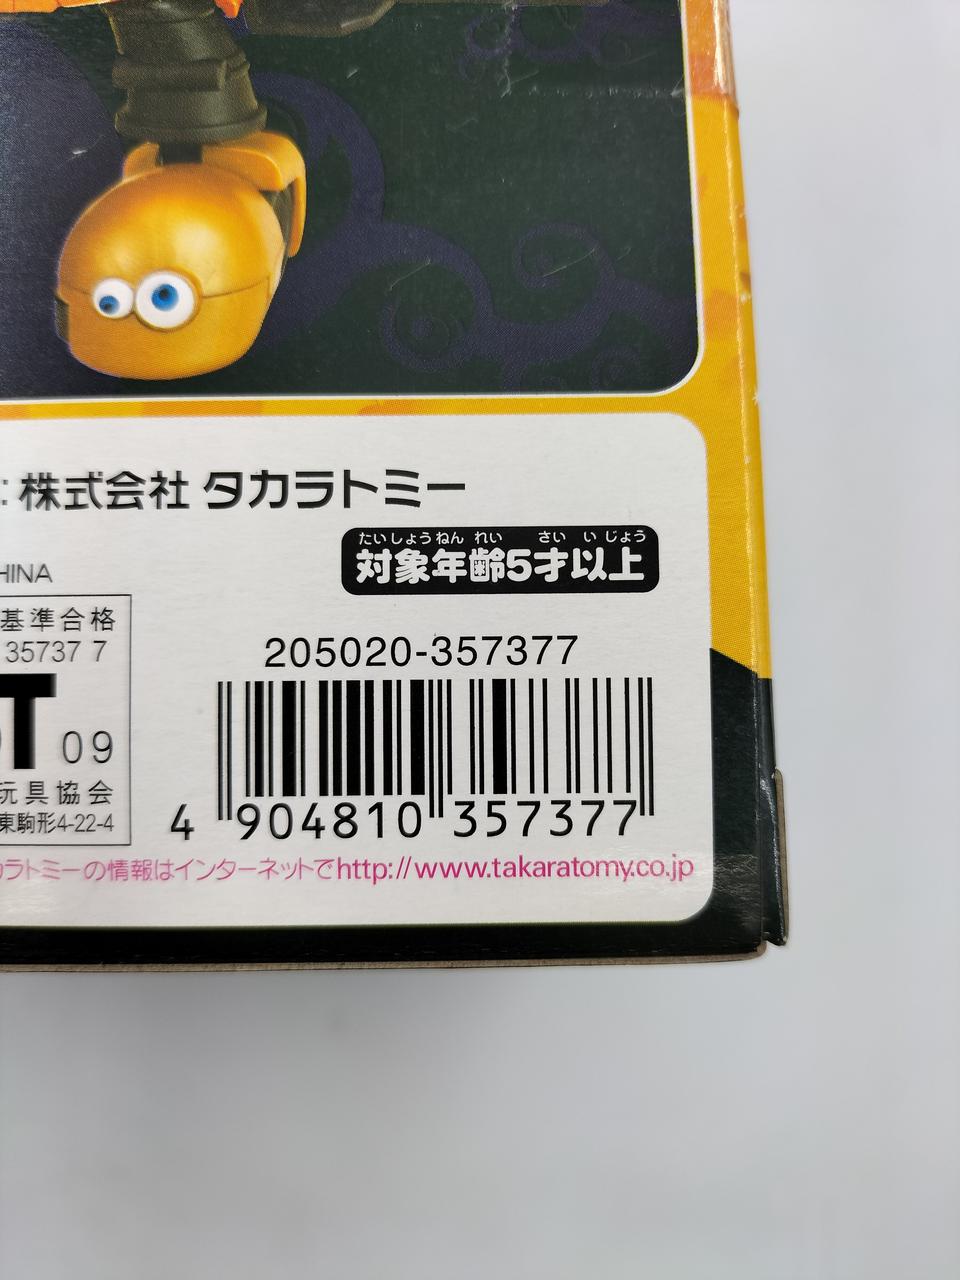 : 株式会社 タカラトミー
たいしょうねんれい さい いじょう
対象年齢5才以上
HINA
基準合格
35737 7
T 09
玩具協会
東駒形4-22-4
205020-357377
4 904810 357377
カラトミーの情報はインターネットでhttp://www.takaratomy.co.jp